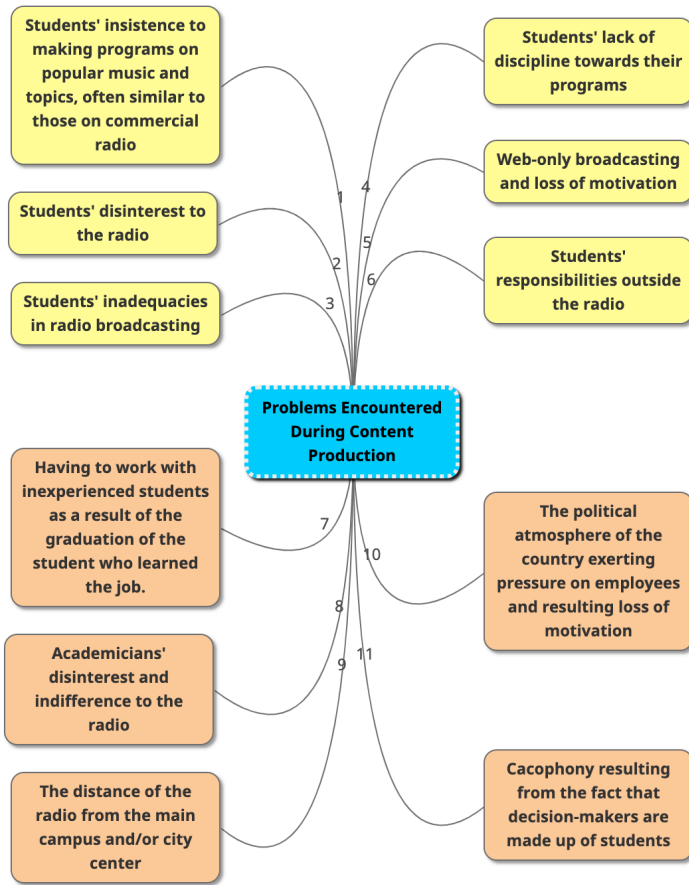 Students' insistence to
making programs on
popular music and
topics, often similar to
those on commercial
radio
1
Students' disinterest to
the radio
2
Students' inadequacies
in radio broadcasting
3
Students' lack of
discipline towards their
programs
4
Web-only broadcasting
and loss of motivation
5
Students'
responsibilities outside
the radio
6
Problems Encountered
During Content
Production
Having to work with
inexperienced students
as a result of the
graduation of the
student who learned
the job.
7
Academicians'
disinterest and
indifference to the
radio
8
The distance of the
radio from the main
campus and/or city
center
9
The political
atmosphere of the
country exerting
pressure on employees
and resulting loss of
motivation
10
Cacophony resulting
from the fact that
decision-makers are
made up of students
11